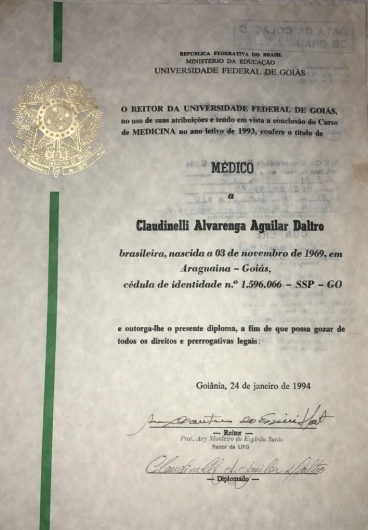 REPÚBLICA FEDERATIVA DO BRASIL
MINISTÉRIO DA EDUCAÇÃO
UNIVERSIDADE FEDERAL DE GOIÁS
O REITOR DA UNIVERSIDADE FEDERAL DE GOIÁS,
no uso de suas atribuições e tendo em vista a conclusão do Curso
de MEDICINA no ano letivo de 1993, confere o título de
MÉDICO
a
Claudinelli Alvarenga Aguilar Daltro
brasileira, nascida a 03 de novembro de 1969, em
Araguaina – Goiás,
cédula de identidade n.º 1.596.066 – SSP – GO
e outorga-lhe o presente diploma, a fim de que possa gozar de
todos os direitos e prerrogativas legais.
Goiânia, 24 de janeiro de 1994
— Reitor —
Prof. Ary Monteiro do Espírito Santo
Reitor da UFG
Claudinelli A. Aguilar Daltro
— Diplomado —